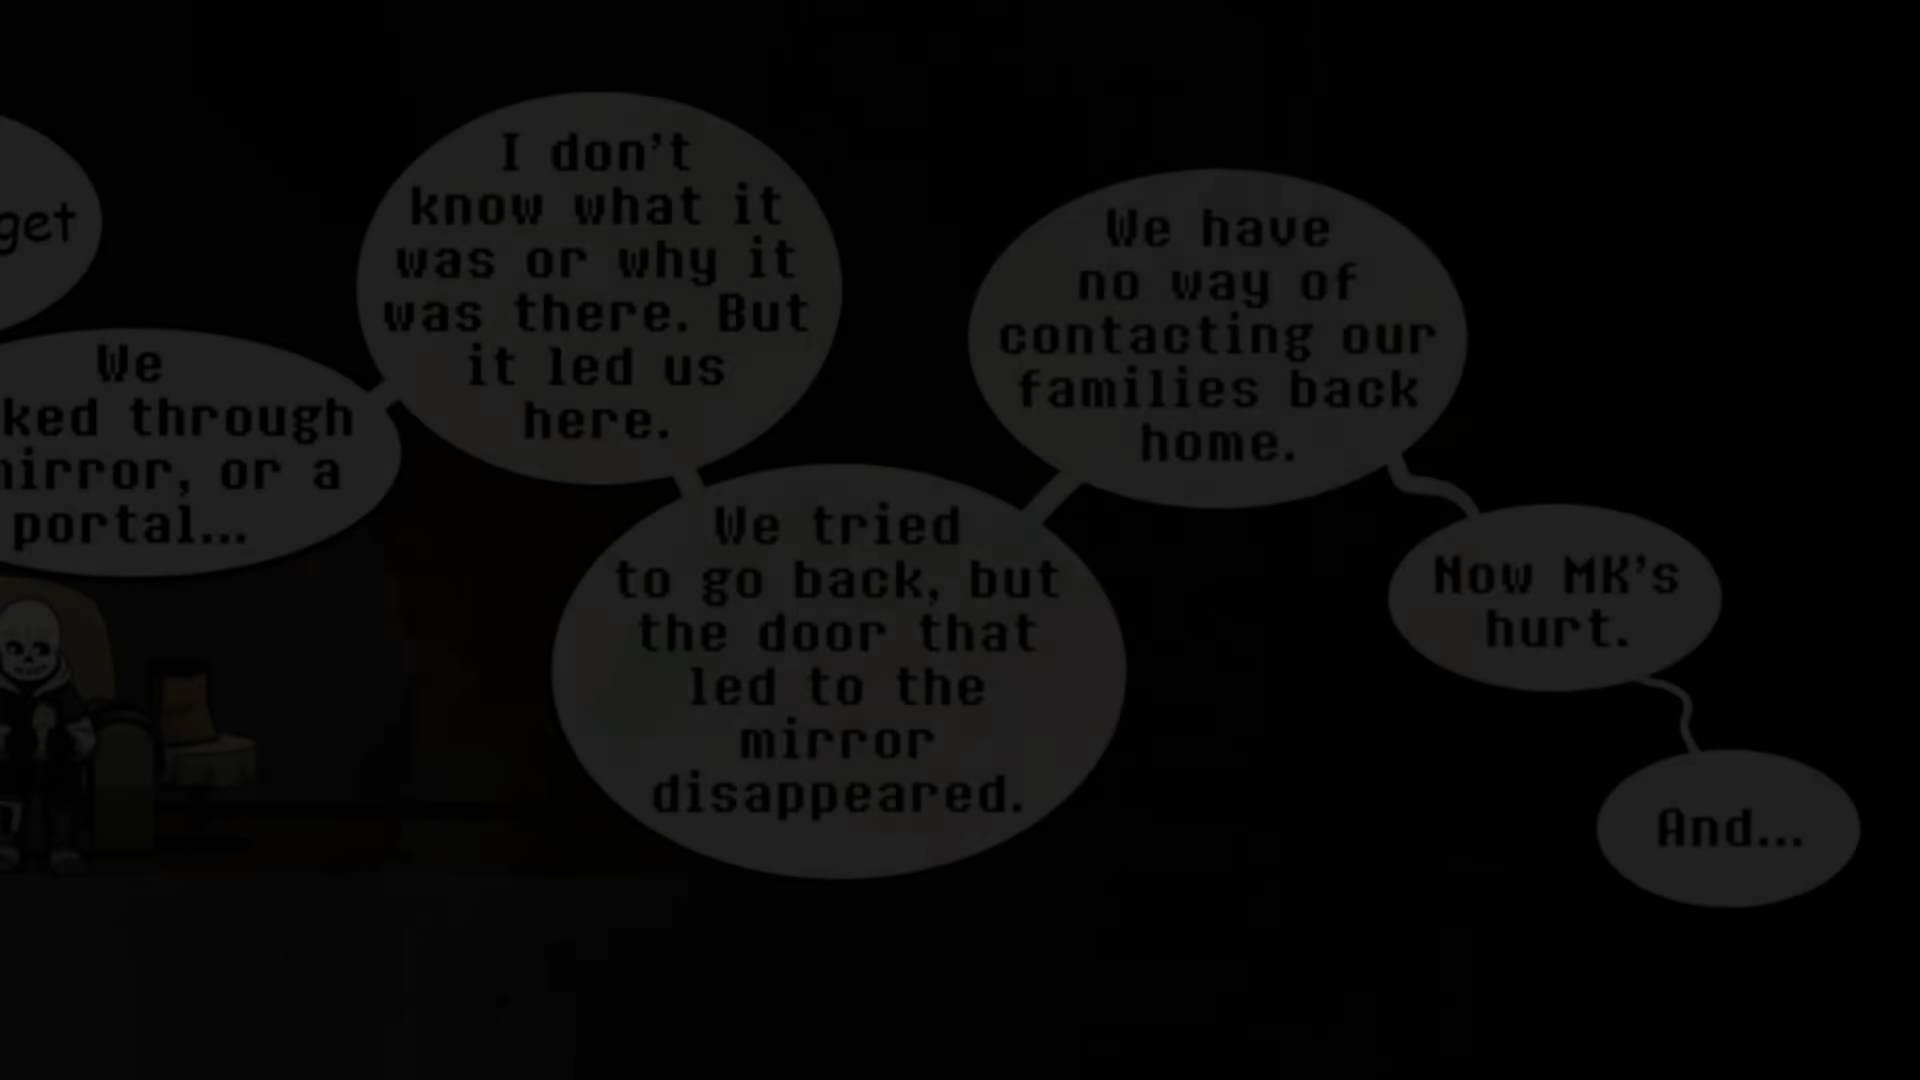 get
We
ked through
mirror, or a
portal...
I don't
know what it
was or why it
was there. But
it led us
here.
We tried
to go back, but
the door that
led to the
mirror
disappeared.
We have
no way of
contacting our
families back
home.
Now MK's
hurt.
And...